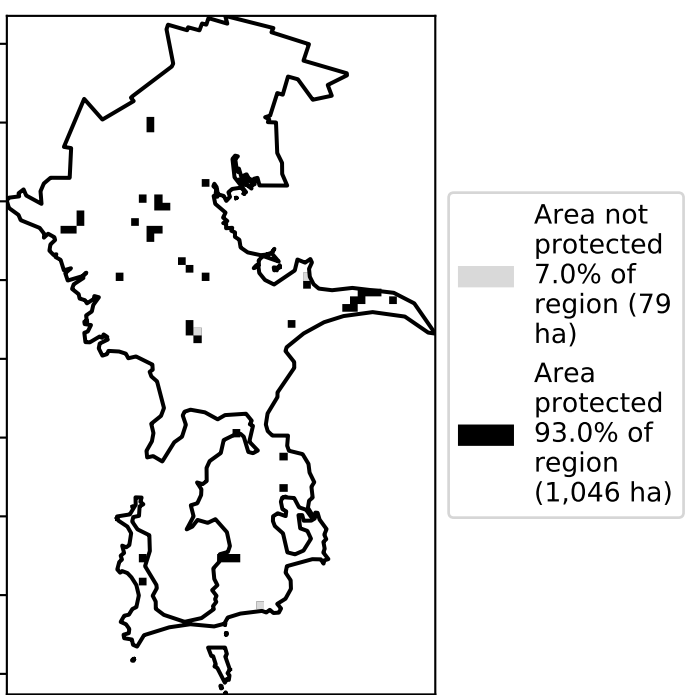 Area not
protected
7.0% of
region (79
ha)
Area
protected
93.0% of
region
(1,046 ha)